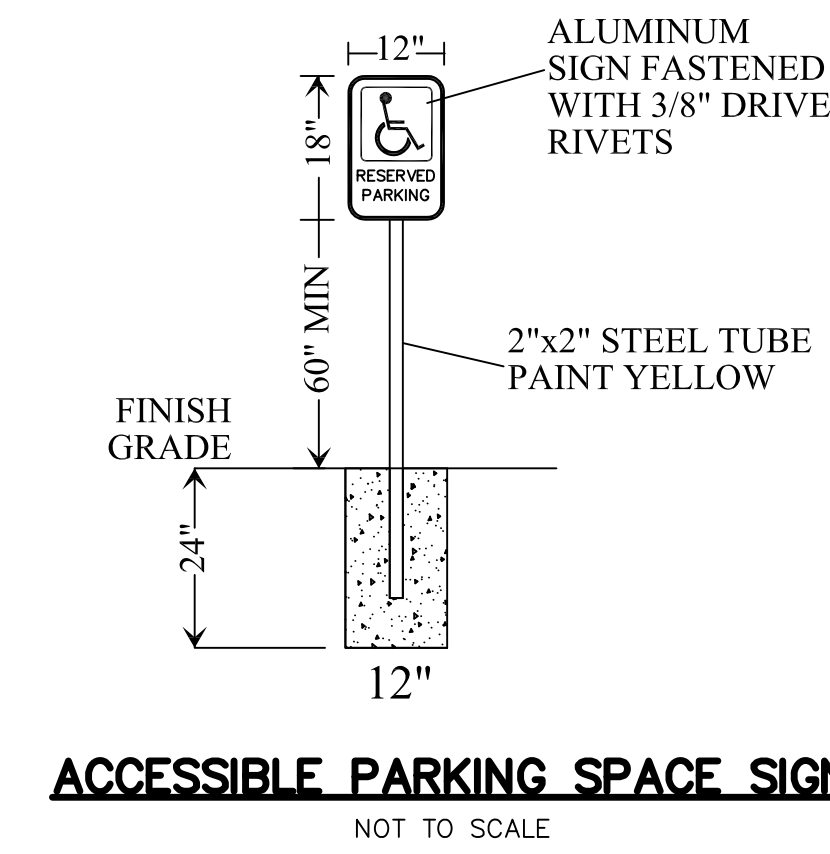 12"
ALUMINUM
SIGN FASTENED
WITH 3/8" DRIVE
RIVETS
18"
RESERVED
PARKING
60" MIN
2"x2" STEEL TUBE
PAINT YELLOW
FINISH
GRADE
24"
12"
ACCESSIBLE PARKING SPACE SIGN
NOT TO SCALE